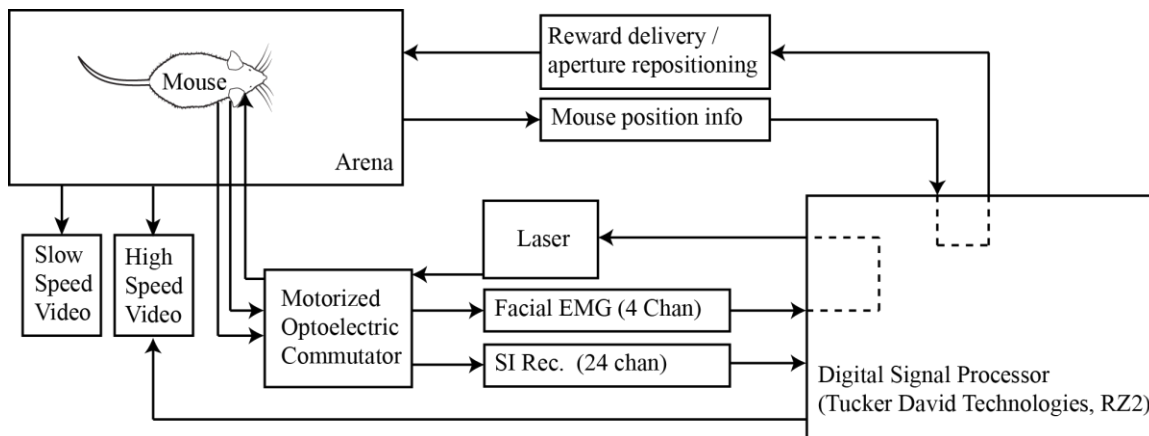 Mouse
Arena
Reward delivery /
aperture repositioning
Mouse position info
Slow
Speed
Video
High
Speed
Video
Laser
Motorized
Optoelectric
Commutator
Facial EMG (4 Chan)
SI Rec.  (24 chan)
Digital Signal Processor
(Tucker David Technologies, RZ2)